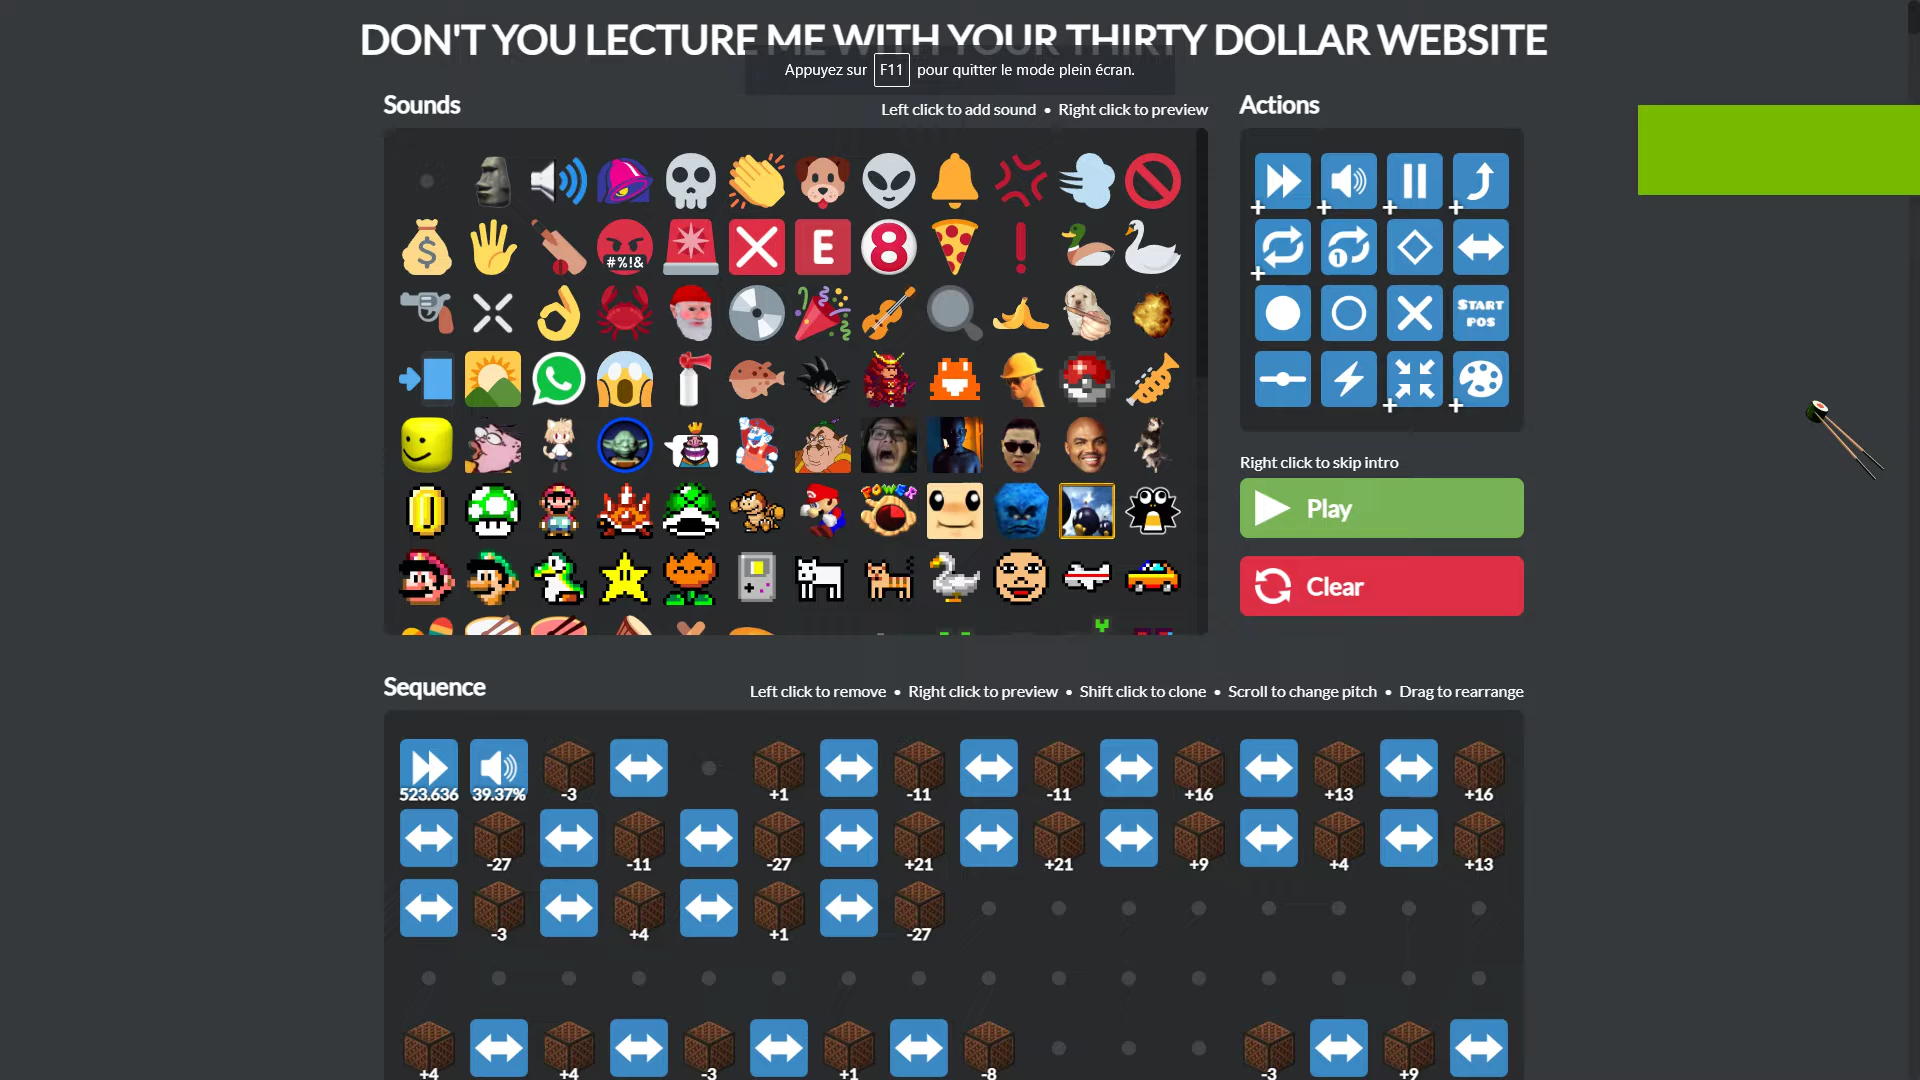 DON'T YOU LECTURE ME WITH YOUR THIRTY DOLLAR WEBSITE
Appuyez sur F11 pour quitter le mode plein écran.
Sounds
Left click to add sound • Right click to preview
Actions
#%!&
E
8
1
START
POS
POWER
Right click to skip intro
Play
Clear
Sequence
Left click to remove • Right click to preview • Shift click to clone • Scroll to change pitch • Drag to rearrange
523.636 39.37% -3 +1 -11 -11 +16 +13 +16
-27 -11 -27 +21 +21 +9 +4 +13
-3 +4 +1 -27
+4 +4 -3 +1 -8 -3 +9